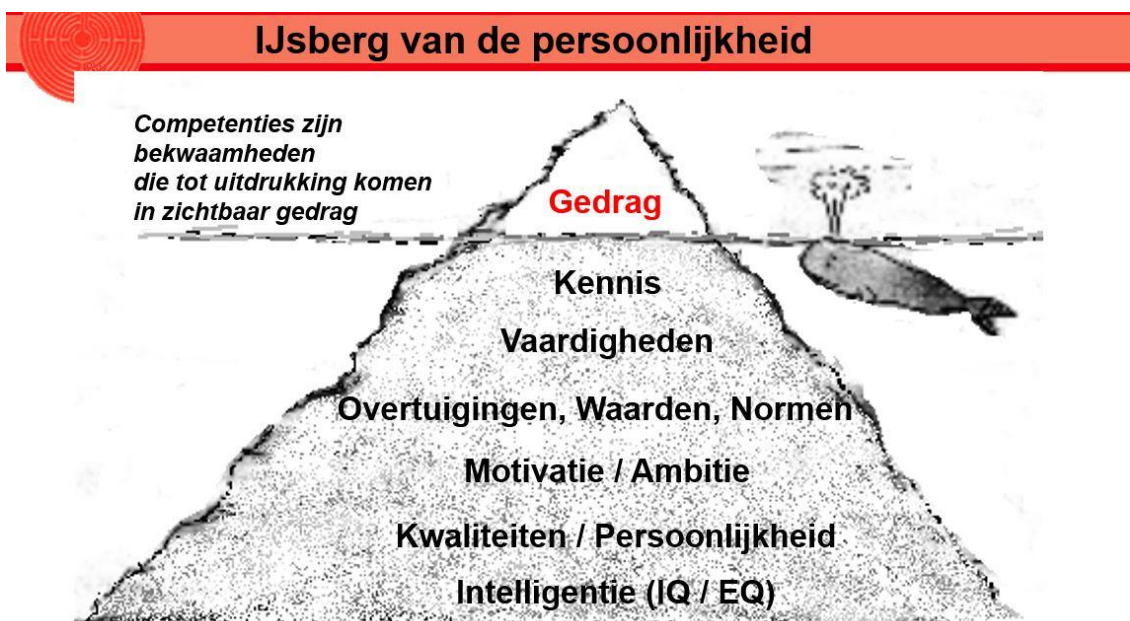 IJsberg van de persoonlijkheid
Competenties zijn
bekwaamheden
die tot uitdrukking komen
in zichtbaar gedrag
Gedrag
Kennis
Vaardigheden
Overtuigingen, Waarden, Normen
Motivatie / Ambitie
Kwaliteiten / Persoonlijkheid
Intelligentie (IQ / EQ)